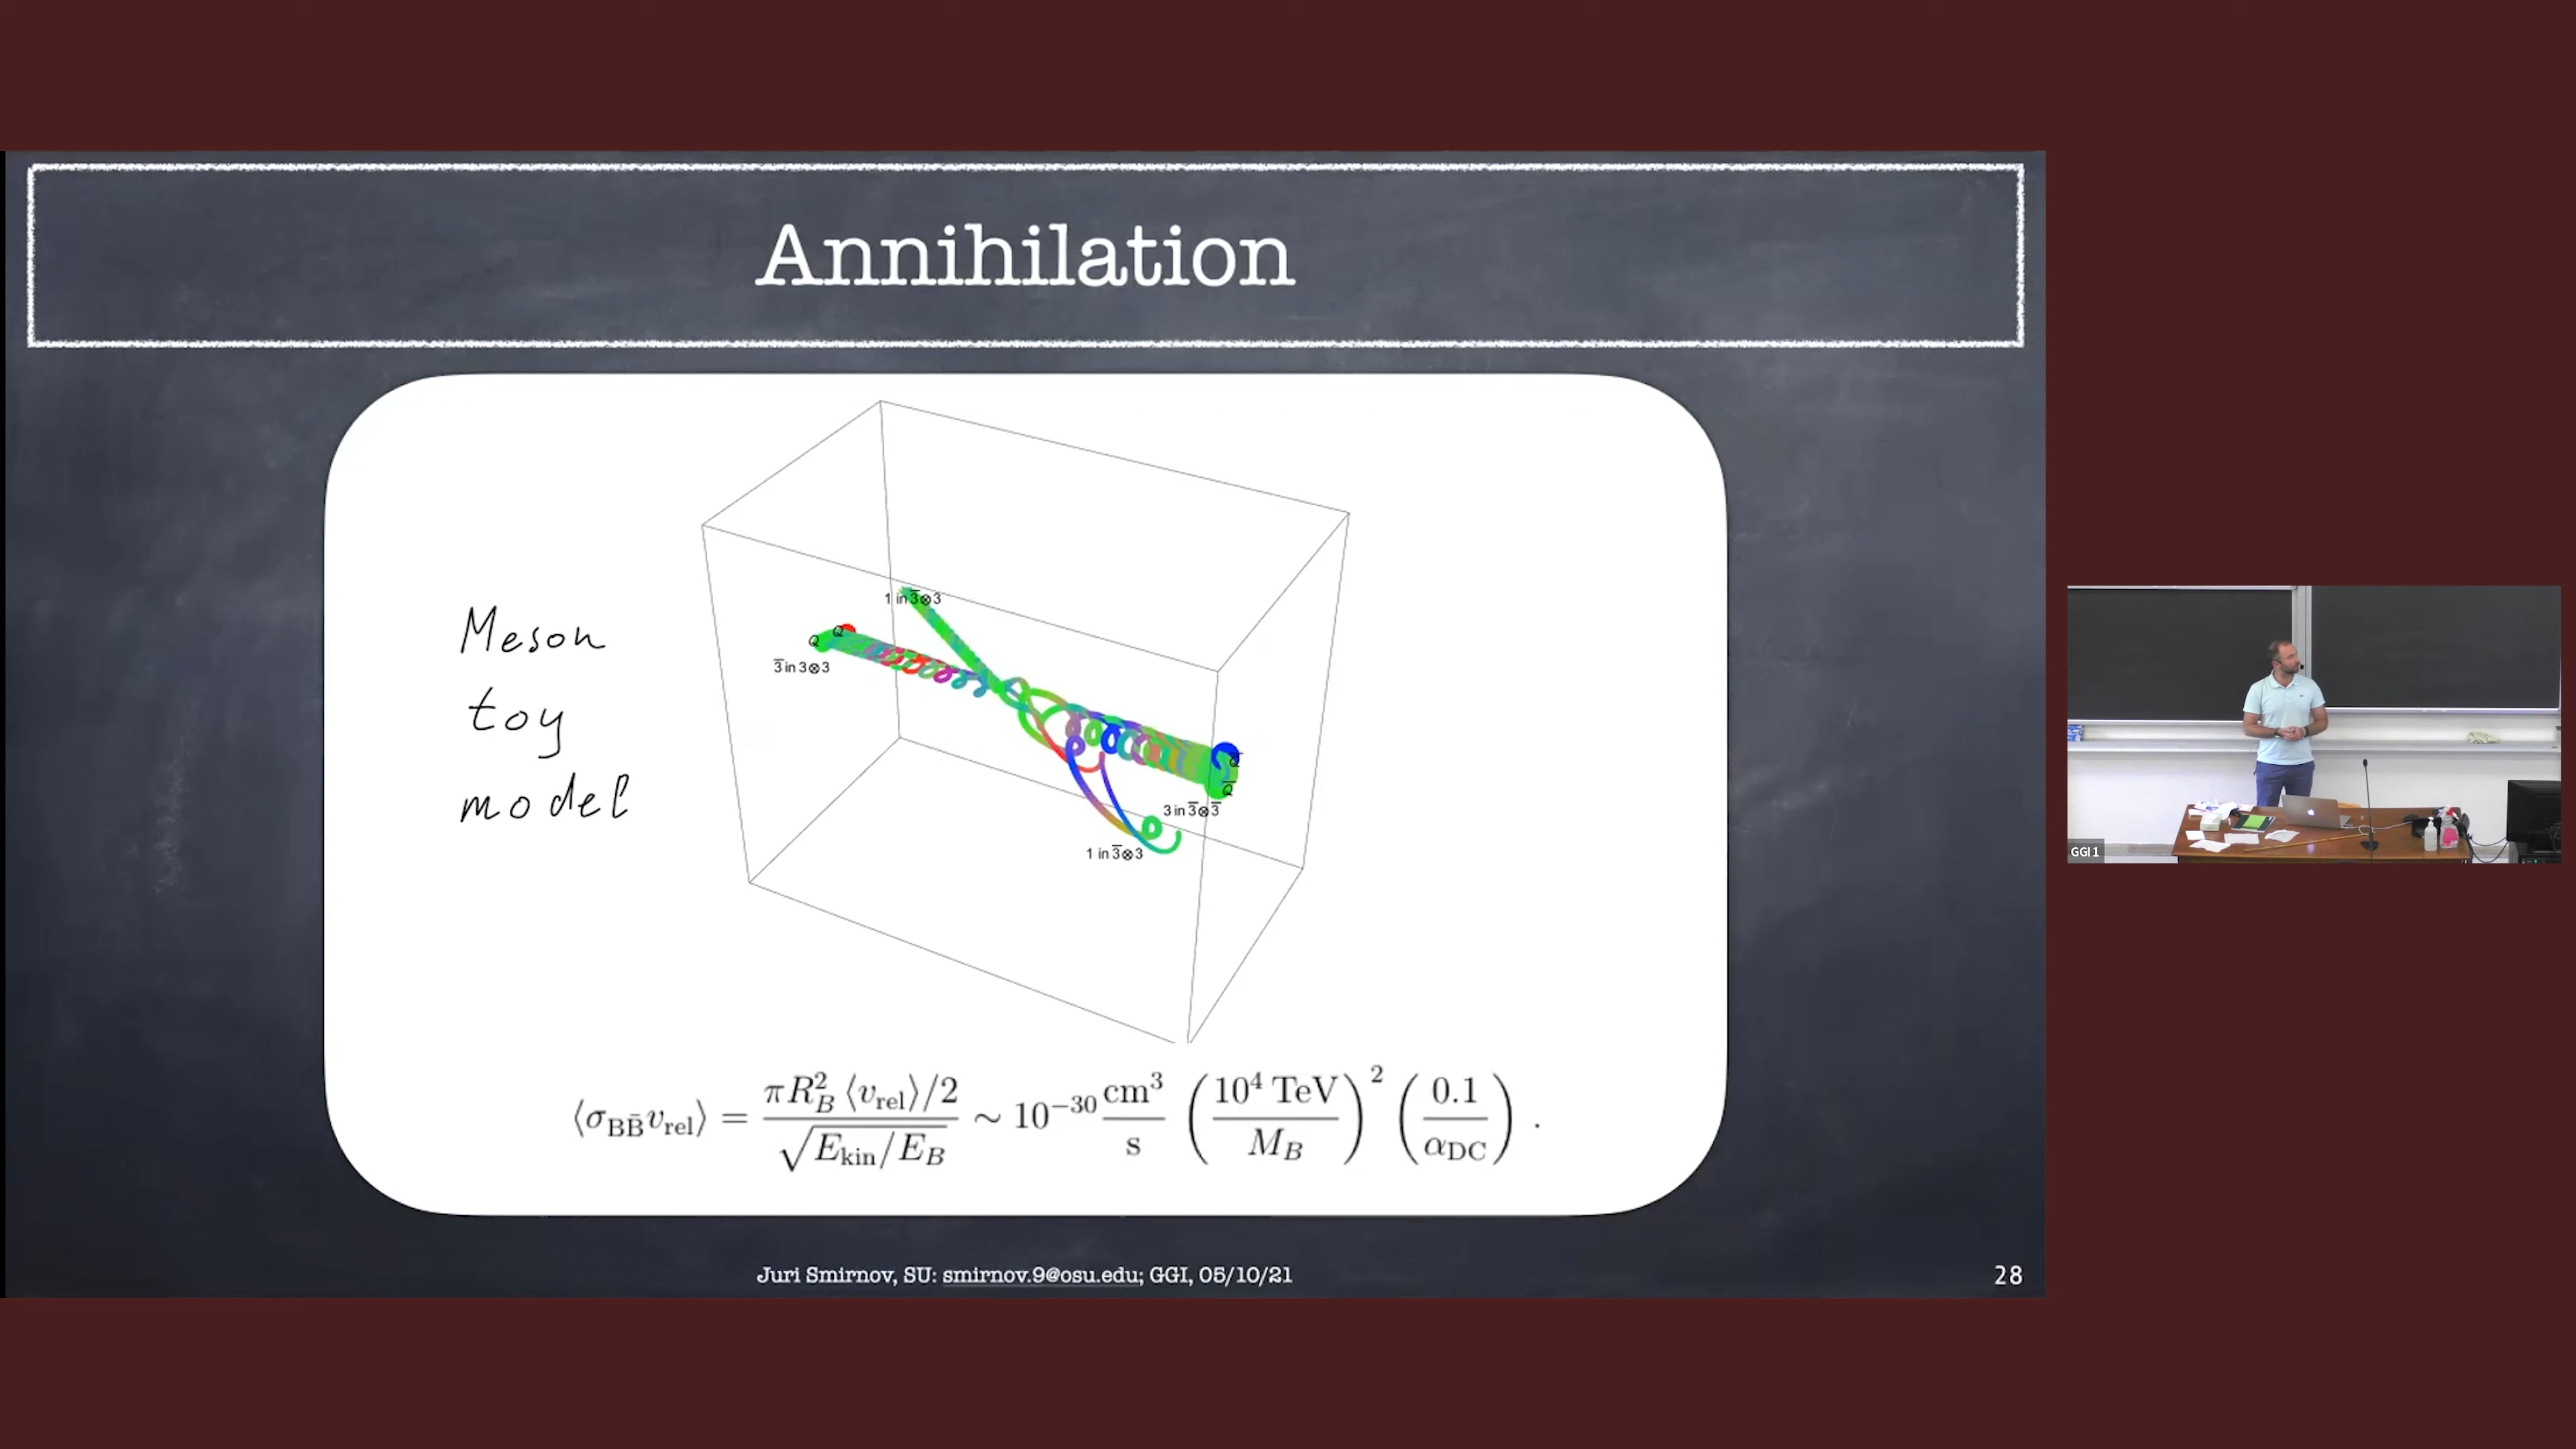 Annihilation
1 in 3̅⊗3
Q Q
3̅ in 3⊗3
Meson
toy
model
Q̅
Q̅
3 in 3̅⊗3̅
1 in 3̅⊗3
⟨σ_BB̄ v_rel⟩ = πR_B² ⟨v_rel⟩/2 / √(E_kin/E_B) ∼ 10⁻³⁰ cm³/s (10⁴ TeV/M_B)² (0.1/α_DC) .
Juri Smirnov, SU: smirnov.9@osu.edu; GGI, 05/10/21
28
GGI 1